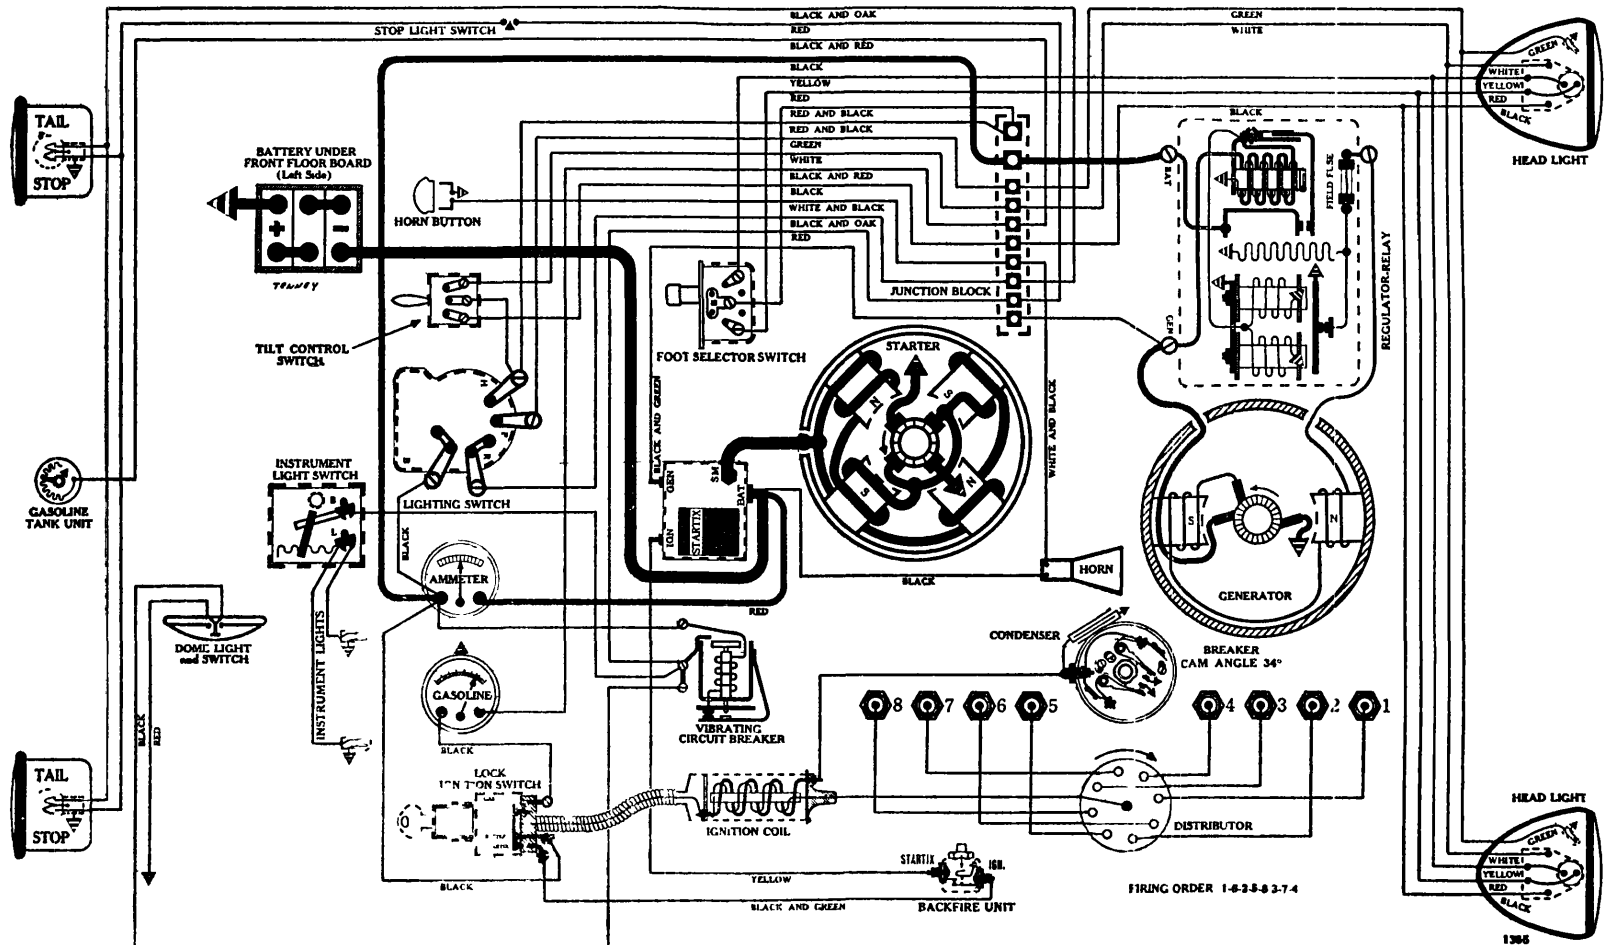 BLACK AND OAK
STOP LIGHT SWITCH
RED
BLACK AND RED
BLACK
YELLOW
RED
RED AND BLACK
RED AND BLACK
GREEN
WHITE
BLACK AND RED
BLACK
WHITE AND BLACK
BLACK AND OAK
RED
GREEN
WHITE
GREEN
WHITE
YELLOW
RED
BLACK
HEAD LIGHT
TAIL
STOP
BATTERY UNDER
FRONT FLOOR BOARD
(Left Side)
+
−
HORN BUTTON
TILT CONTROL
SWITCH
JUNCTION BLOCK
FOOT SELECTOR SWITCH
BLACK
BAT
FIELD FUSE
GEN
REGULATOR-RELAY
STARTER
N
S
S
N
H
P
R
B
LIGHTING SWITCH
INSTRUMENT
LIGHT SWITCH
B
L
GASOLINE
TANK UNIT
BLACK AND GREEN
GEN
SM
BAT
IGN
STARTIX
WHITE AND BLACK
BLACK
AMMETER
BLACK
HORN
RED
S
N
GENERATOR
DOME LIGHT
and SWITCH
INSTRUMENT LIGHTS
BLACK
RED
GASOLINE
BLACK
VIBRATING
CIRCUIT BREAKER
CONDENSER
BREAKER
CAM ANGLE 34°
8
7
6
5
4
3
2
1
LOCK
SWITCH
IGNITION COIL
DISTRIBUTOR
TAIL
STOP
BLACK
YELLOW
BLACK AND GREEN
STARTIX
IGN.
BACKFIRE UNIT
FIRING ORDER
HEAD LIGHT
GREEN
WHITE
YELLOW
RED
BLACK
1366